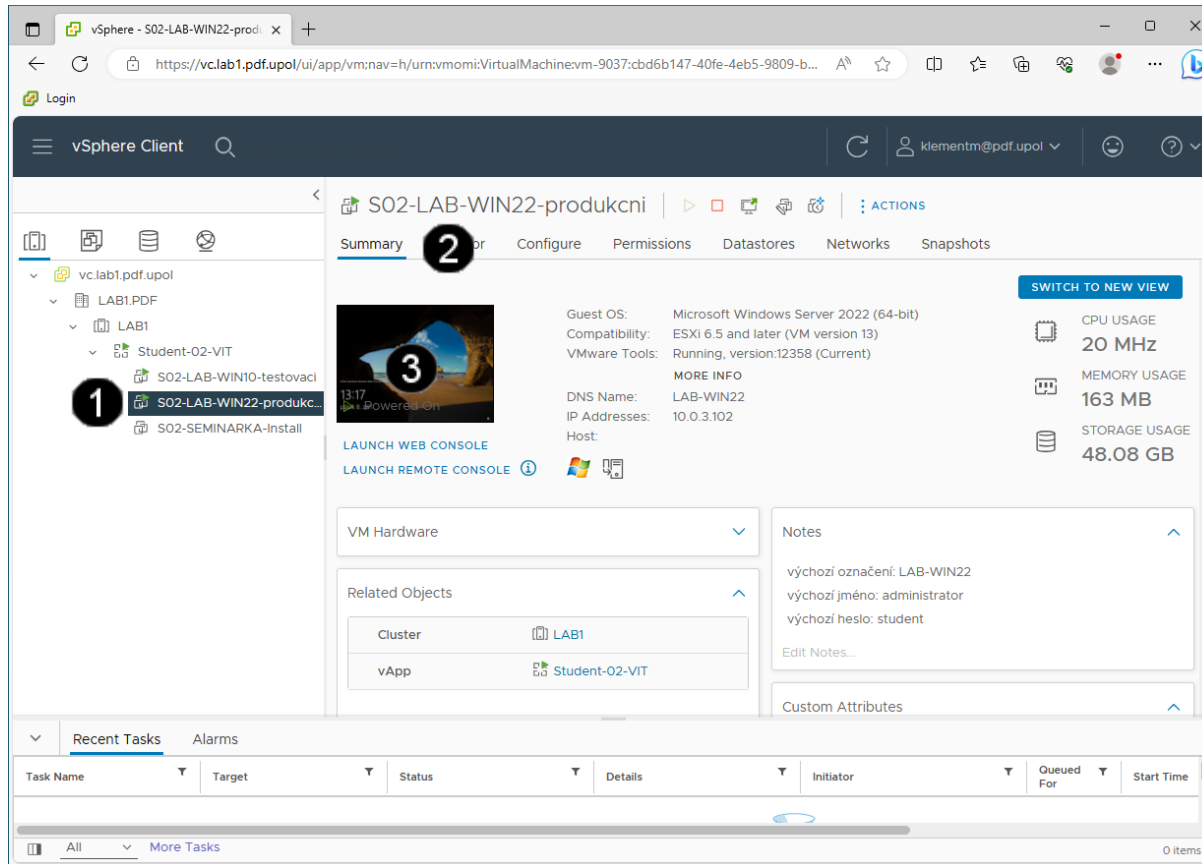 vSphere - S02-LAB-WIN22-produ
https://vc.lab1.pdf.upol/ui/app/vm;nav=h/urn:vmomi:VirtualMachine:vm-9037:cbd6b147-40fe-4eb5-9809-b...
Login
vSphere Client
klementm@pdf.upol
S02-LAB-WIN22-produkcni
ACTIONS
Summary
2
or
Configure
Permissions
Datastores
Networks
Snapshots
vc.lab1.pdf.upol
LAB1.PDF
LAB1
Student-02-VIT
S02-LAB-WIN10-testovaci
1
S02-LAB-WIN22-produkc...
S02-SEMINARKA-Install
SWITCH TO NEW VIEW
3
13:17
Powered On
LAUNCH WEB CONSOLE
LAUNCH REMOTE CONSOLE
Guest OS: Microsoft Windows Server 2022 (64-bit)
Compatibility: ESXi 6.5 and later (VM version 13)
VMware Tools: Running, version:12358 (Current)
MORE INFO
DNS Name: LAB-WIN22
IP Addresses: 10.0.3.102
Host:
CPU USAGE
20 MHz
MEMORY USAGE
163 MB
STORAGE USAGE
48.08 GB
VM Hardware
Related Objects
Cluster LAB1
vApp Student-02-VIT
Notes
výchozí označení: LAB-WIN22
výchozí jméno: administrator
výchozí heslo: student
Edit Notes...
Custom Attributes
Recent Tasks Alarms
Task Name Target Status Details Initiator Queued For Start Time
All More Tasks
0 items